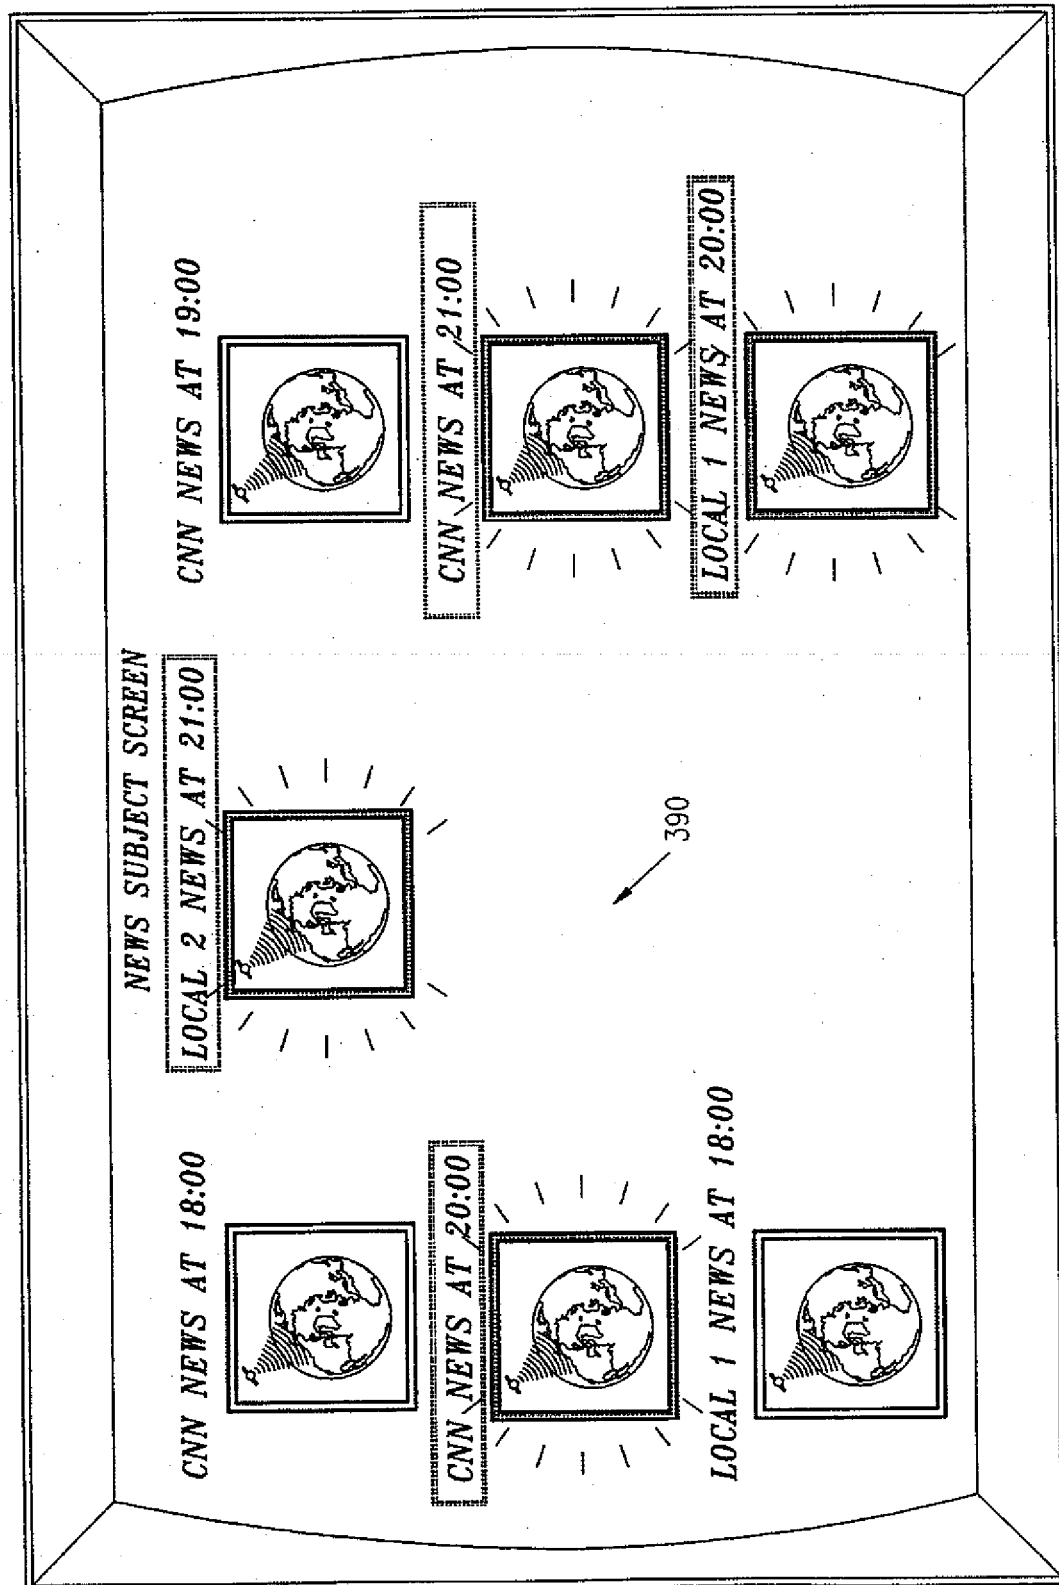 NEWS SUBJECT SCREEN
CNN NEWS AT 18:00
LOCAL 2 NEWS AT 21:00
CNN NEWS AT 19:00
CNN NEWS AT 20:00
CNN NEWS AT 21:00
LOCAL 1 NEWS AT 18:00
390
LOCAL 1 NEWS AT 20:00